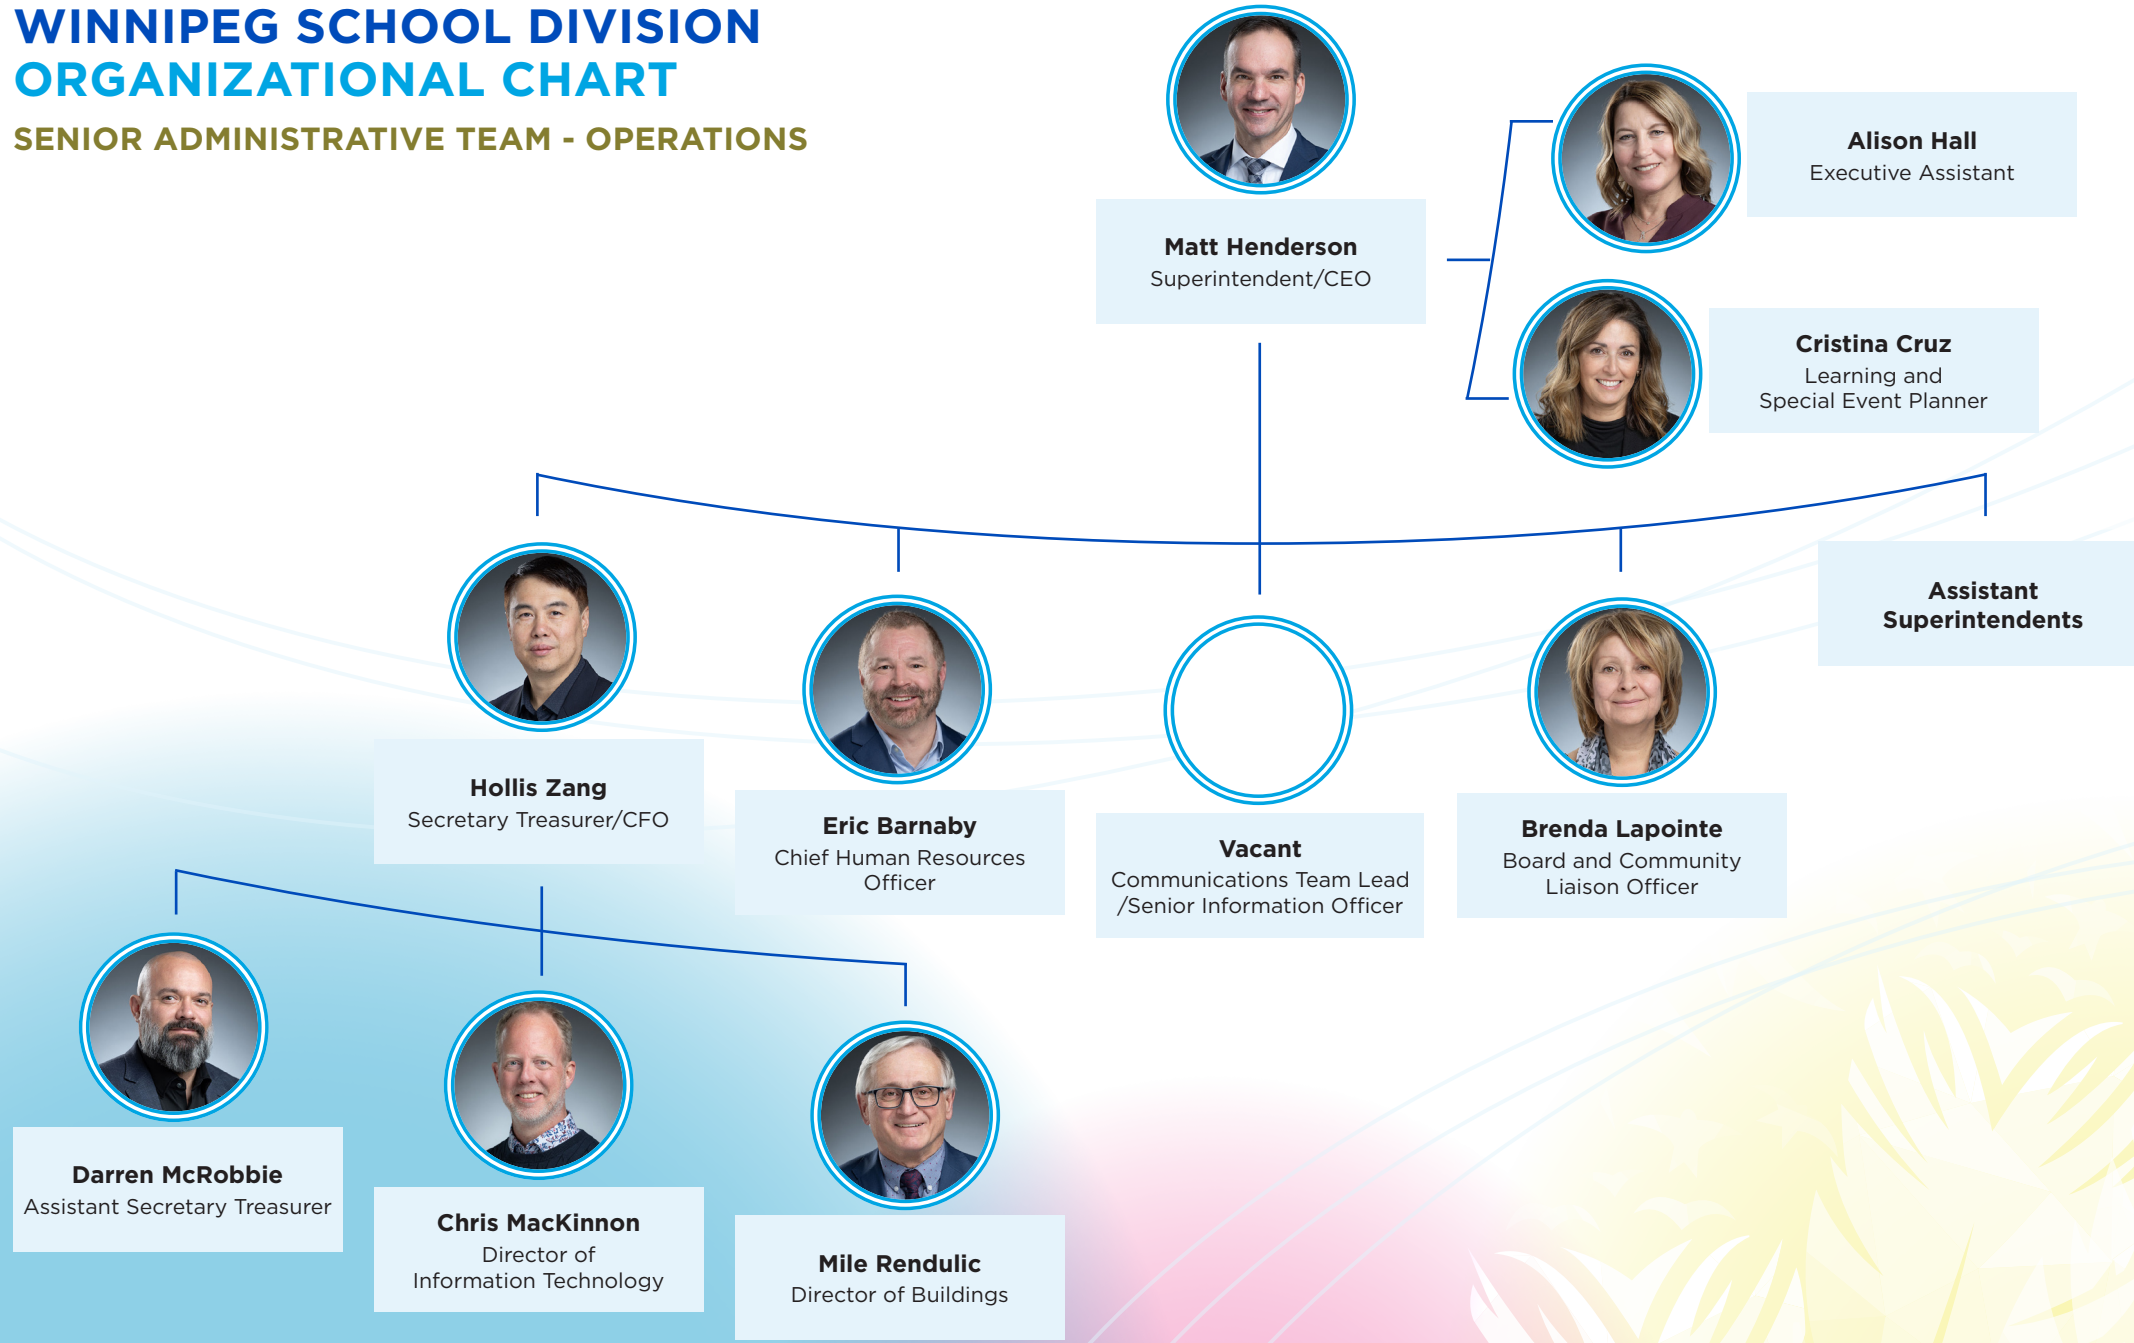 WINNIPEG SCHOOL DIVISION
ORGANIZATIONAL CHART
SENIOR ADMINISTRATIVE TEAM - OPERATIONS
Matt Henderson
Superintendent/CEO
Alison Hall
Executive Assistant
Cristina Cruz
Learning and
Special Event Planner
Hollis Zang
Secretary Treasurer/CFO
Eric Barnaby
Chief Human Resources
Officer
Vacant
Communications Team Lead
/Senior Information Officer
Brenda Lapointe
Board and Community
Liaison Officer
Assistant
Superintendents
Darren McRobbie
Assistant Secretary Treasurer
Chris MacKinnon
Director of
Information Technology
Mile Rendulic
Director of Buildings